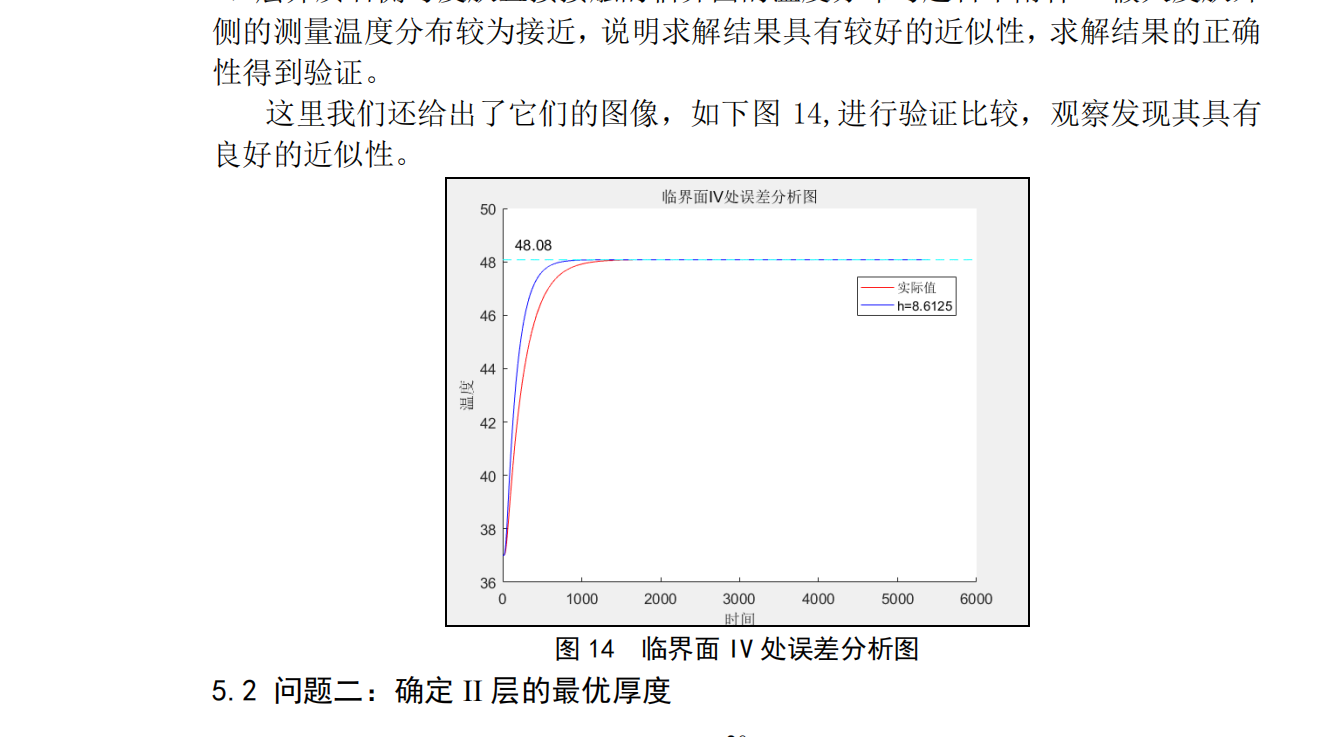 侧的测量温度分布较为接近，说明求解结果具有较好的近似性，求解结果的正确
性得到验证。
这里我们还给出了它们的图像，如下图 14,进行验证比较，观察发现其具有
良好的近似性。
临界面IV处误差分析图
50
48.08
48
实际值
h=8.6125
46
44
温度
42
40
38
36
0 1000 2000 3000 4000 5000 6000
时间
图 14 临界面 IV 处误差分析图
5.2 问题二：确定 II 层的最优厚度